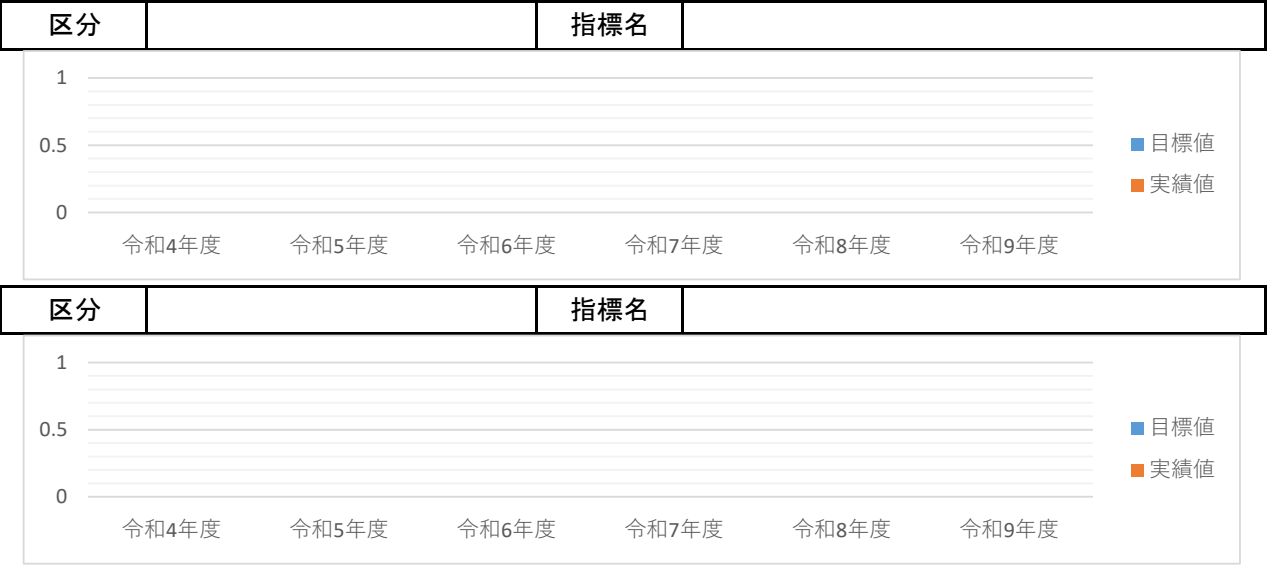 区分 指標名
1
0.5
0
令和4年度 令和5年度 令和6年度 令和7年度 令和8年度 令和9年度
目標値
実績値
区分 指標名
1
0.5
0
令和4年度 令和5年度 令和6年度 令和7年度 令和8年度 令和9年度
目標値
実績値